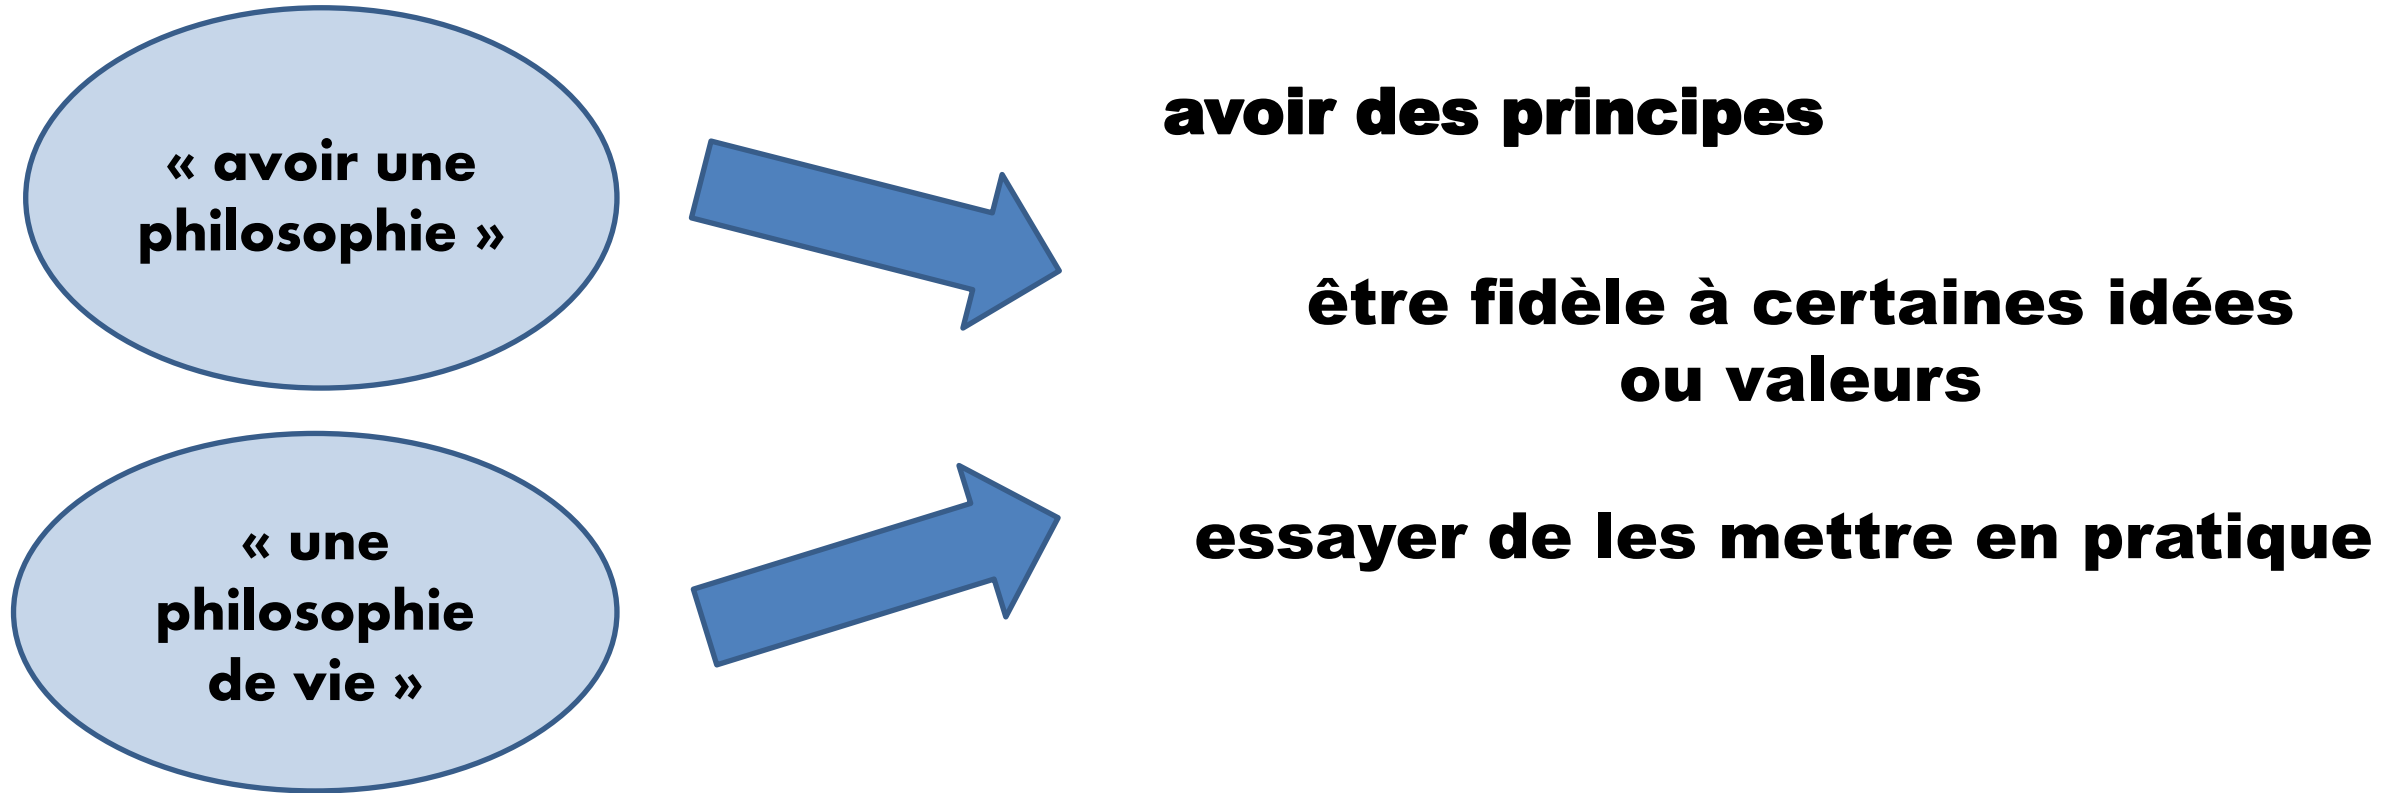 « avoir une
philosophie »
« une
philosophie
de vie »
avoir des principes
être fidèle à certaines idées
ou valeurs
essayer de les mettre en pratique